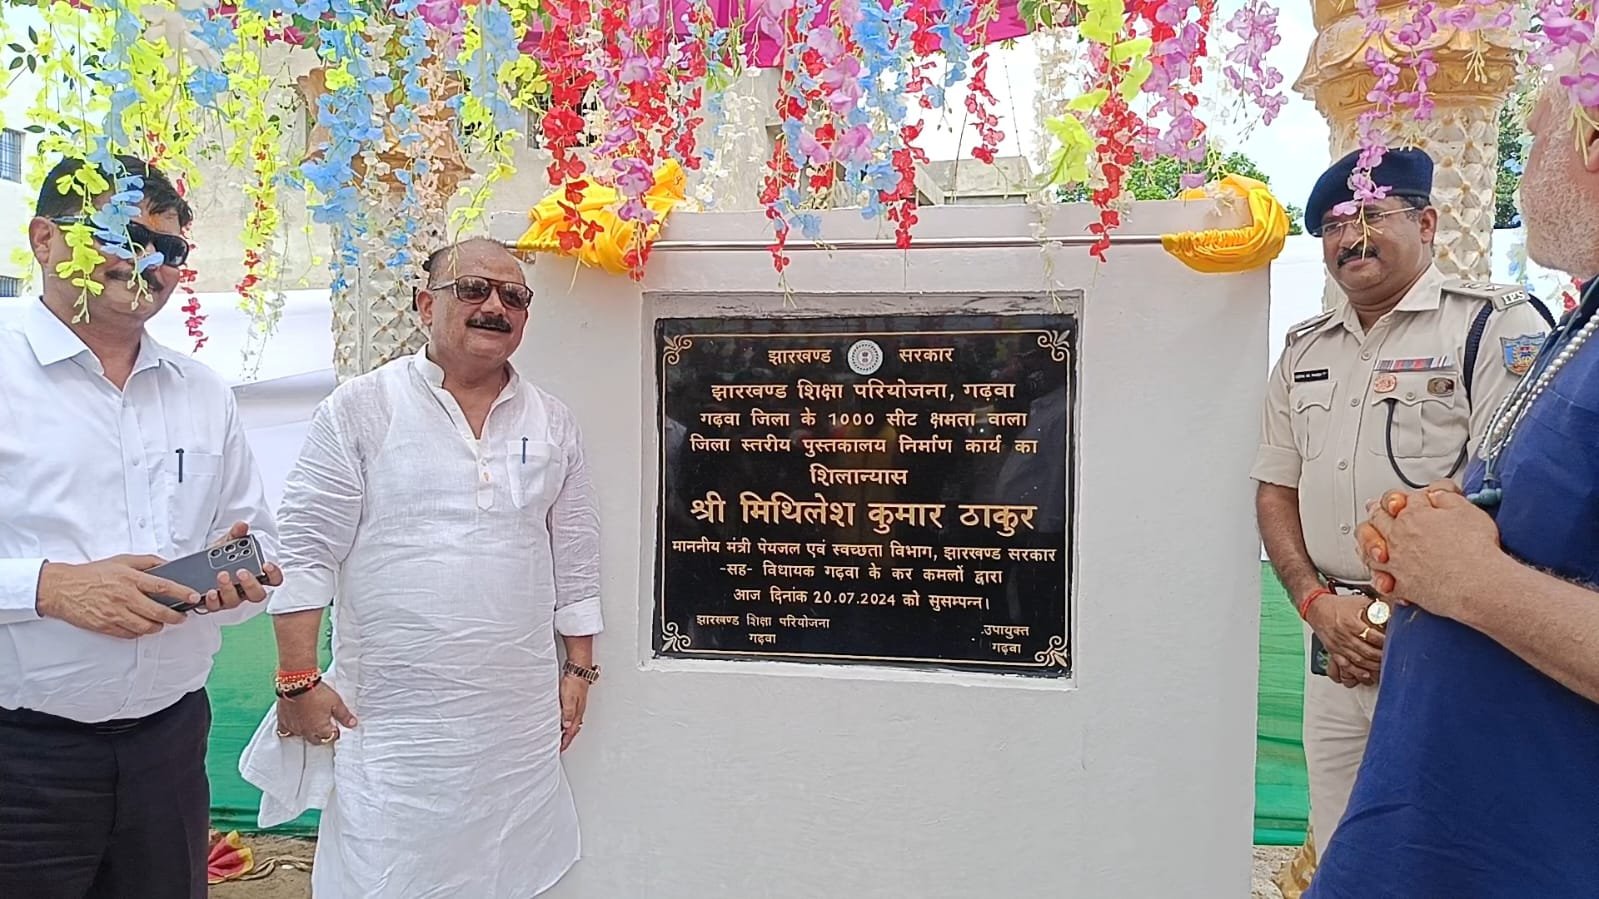 झारखण्ड सरकार
झारखण्ड शिक्षा परियोजना, गढ़वा
गढ़वा जिला के 1000 सीट क्षमता वाला
जिला स्तरीय पुस्तकालय निर्माण कार्य का
शिलान्यास
श्री मिथिलेश कुमार ठाकुर
माननीय मंत्री पेयजल एवं स्वच्छता विभाग, झारखण्ड सरकार
-सह- विधायक गढ़वा के कर कमलों द्वारा
आज दिनांक 20.07.2024 को सुसम्पन्न।
झारखण्ड शिक्षा परियोजना
गढ़वा
उपायुक्त
गढ़वा
IPS